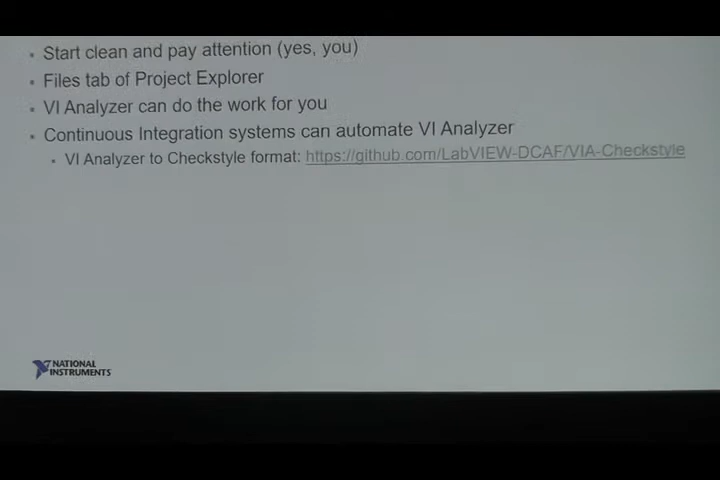 • Start clean and pay attention (yes, you)
• Files tab of Project Explorer
• VI Analyzer can do the work for you
• Continuous Integration systems can automate VI Analyzer
• VI Analyzer to Checkstyle format: https://github.com/LabVIEW-DCAF/VIA-Checkstyle
NATIONAL
INSTRUMENTS